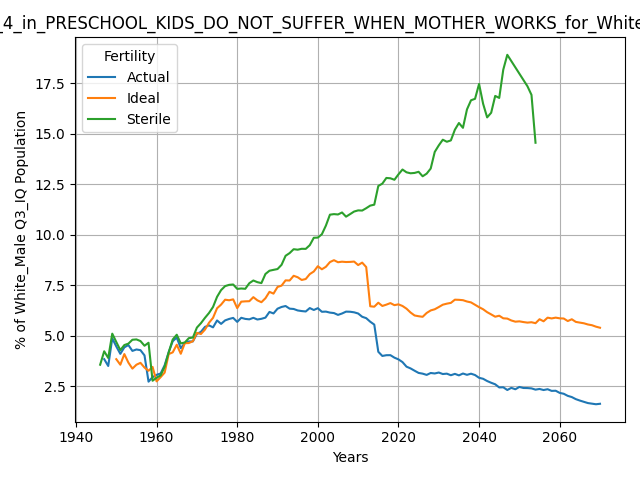 _4_in_PRESCHOOL_KIDS_DO_NOT_SUFFER_WHEN_MOTHER_WORKS_for_White
Fertility
Actual
Ideal
Sterile
% of White_Male Q3_IQ Population
17.5
15.0
12.5
10.0
7.5
5.0
2.5
1940 1960 1980 2000 2020 2040 2060
Years